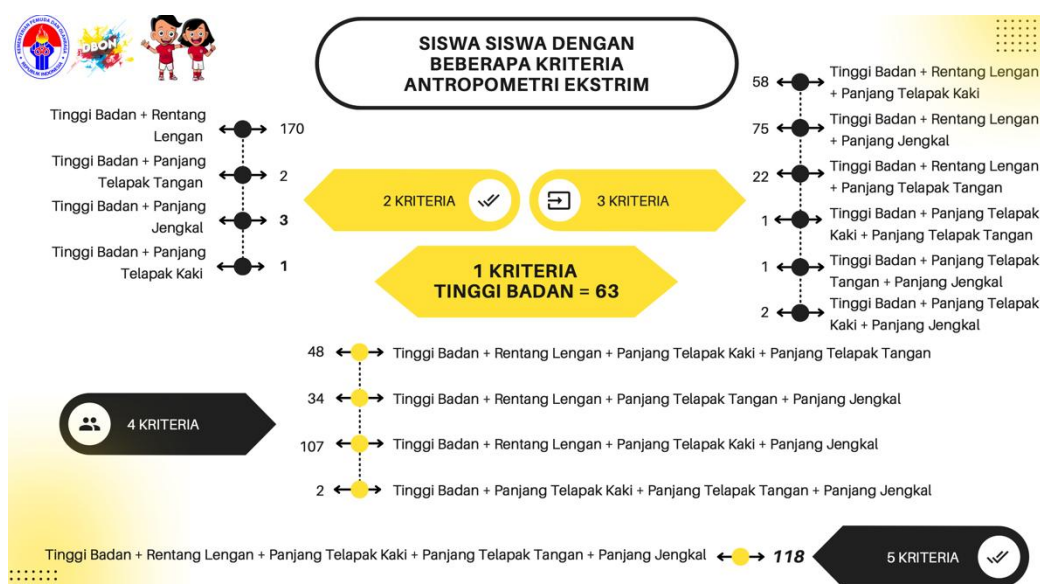 KEMENTERIAN PEMUDA DAN OLAHRAGA
REPUBLIK INDONESIA
DBON
SISWA SISWA DENGAN
BEBERAPA KRITERIA
ANTROPOMETRI EKSTRIM
Tinggi Badan + Rentang
Lengan
170
Tinggi Badan + Panjang
Telapak Tangan
2
Tinggi Badan + Panjang
Jengkal
3
Tinggi Badan + Panjang
Telapak Kaki
1
2 KRITERIA
3 KRITERIA
58
Tinggi Badan + Rentang Lengan
+ Panjang Telapak Kaki
75
Tinggi Badan + Rentang Lengan
+ Panjang Jengkal
22
Tinggi Badan + Rentang Lengan
+ Panjang Telapak Tangan
1
Tinggi Badan + Panjang Telapak
Kaki + Panjang Telapak Tangan
1
Tinggi Badan + Panjang Telapak
Tangan + Panjang Jengkal
2
Tinggi Badan + Panjang Telapak
Kaki + Panjang Jengkal
1 KRITERIA
TINGGI BADAN = 63
4 KRITERIA
48 Tinggi Badan + Rentang Lengan + Panjang Telapak Kaki + Panjang Telapak Tangan
34 Tinggi Badan + Rentang Lengan + Panjang Telapak Tangan + Panjang Jengkal
107 Tinggi Badan + Rentang Lengan + Panjang Telapak Kaki + Panjang Jengkal
2 Tinggi Badan + Panjang Telapak Kaki + Panjang Telapak Tangan + Panjang Jengkal
Tinggi Badan + Rentang Lengan + Panjang Telapak Kaki + Panjang Telapak Tangan + Panjang Jengkal 118
5 KRITERIA